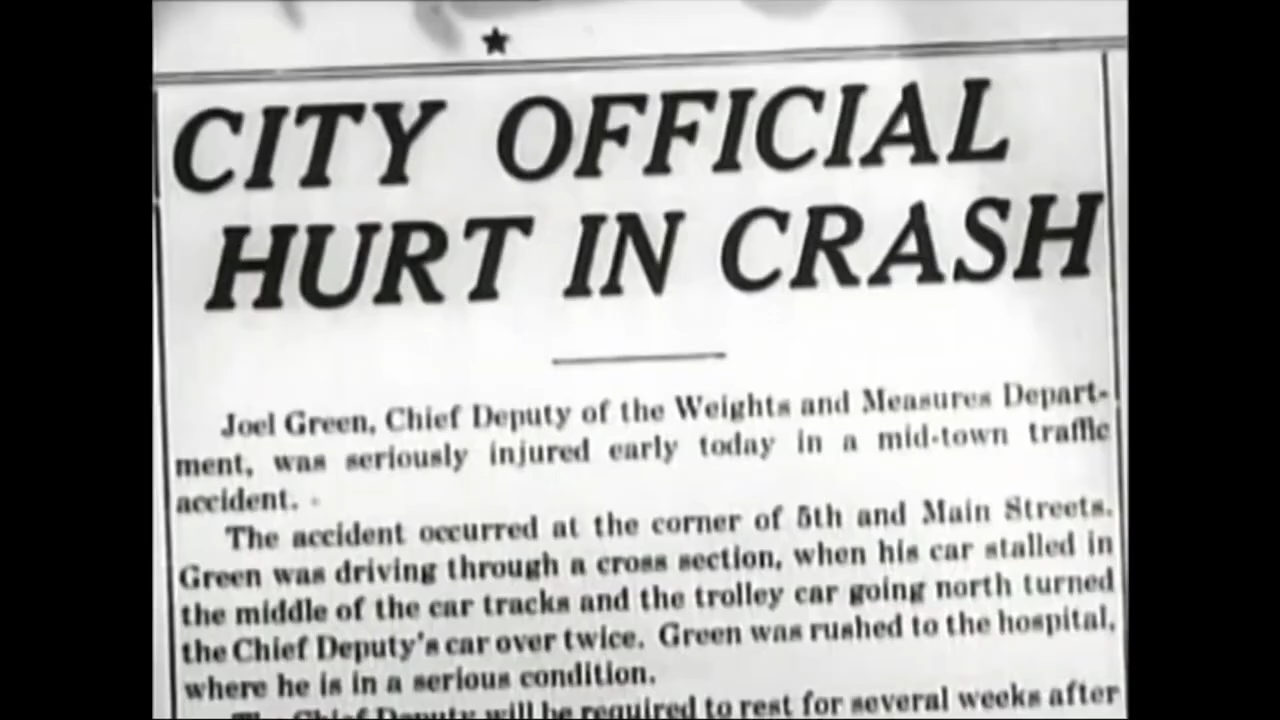 CITY OFFICIAL
HURT IN CRASH
Joel Green, Chief Deputy of the Weights and Measures Depart-
ment, was seriously injured early today in a mid-town traffic
accident.
The accident occurred at the corner of 5th and Main Streets.
Green was driving through a cross section, when his car stalled in
the middle of the car tracks and the trolley car going north turned
the Chief Deputy's car over twice. Green was rushed to the hospital,
where he is in a serious condition.
The Chief Deputy will be required to rest for several weeks after